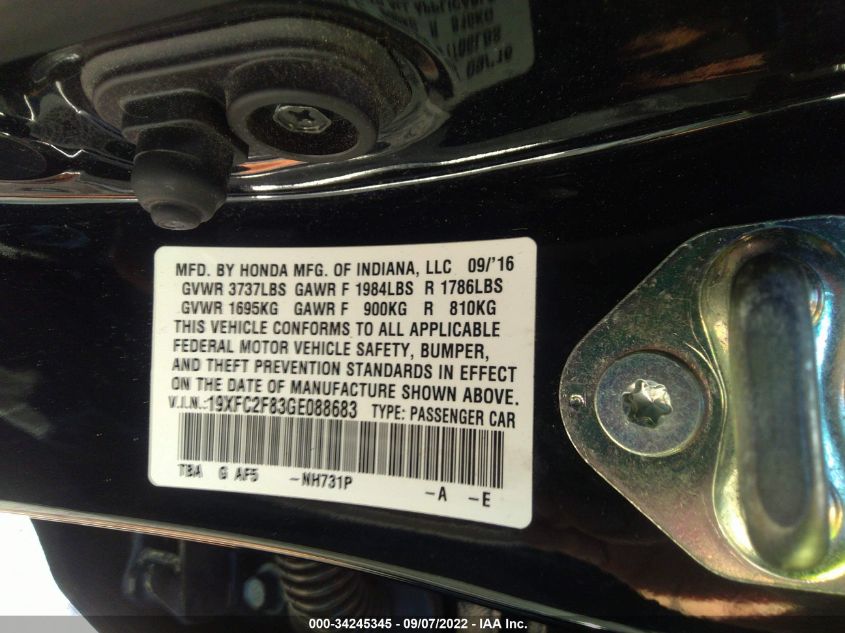 MFD. BY HONDA MFG. OF INDIANA, LLC 09/'16
GVWR 3737LBS GAWR F 1984LBS R 1786LBS
GVWR 1695KG GAWR F 900KG R 810KG
THIS VEHICLE CONFORMS TO ALL APPLICABLE
FEDERAL MOTOR VEHICLE SAFETY, BUMPER,
AND THEFT PREVENTION STANDARDS IN EFFECT
ON THE DATE OF MANUFACTURE SHOWN ABOVE.
V.I.N.:19XFC2F83GE088683 TYPE: PASSENGER CAR
TBA G AF5 -NH731P
-A -E
000-34245345 - 09/07/2022 - IAA Inc.